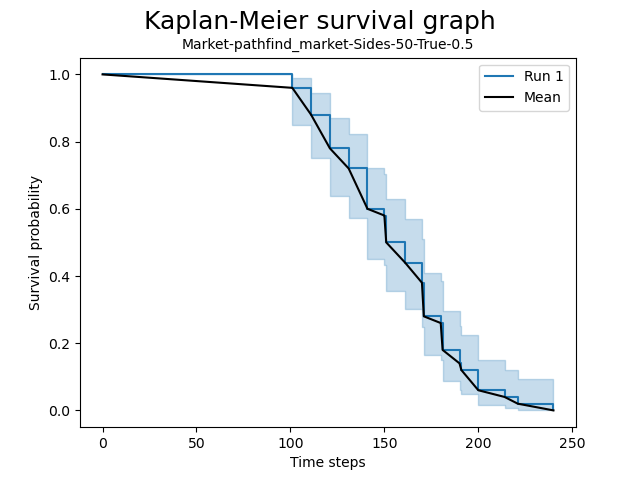 Kaplan-Meier survival graph
Market-pathfind_market-Sides-50-True-0.5
Run 1
Mean
Survival probability
1.0
0.8
0.6
0.4
0.2
0.0
0 50 100 150 200 250
Time steps